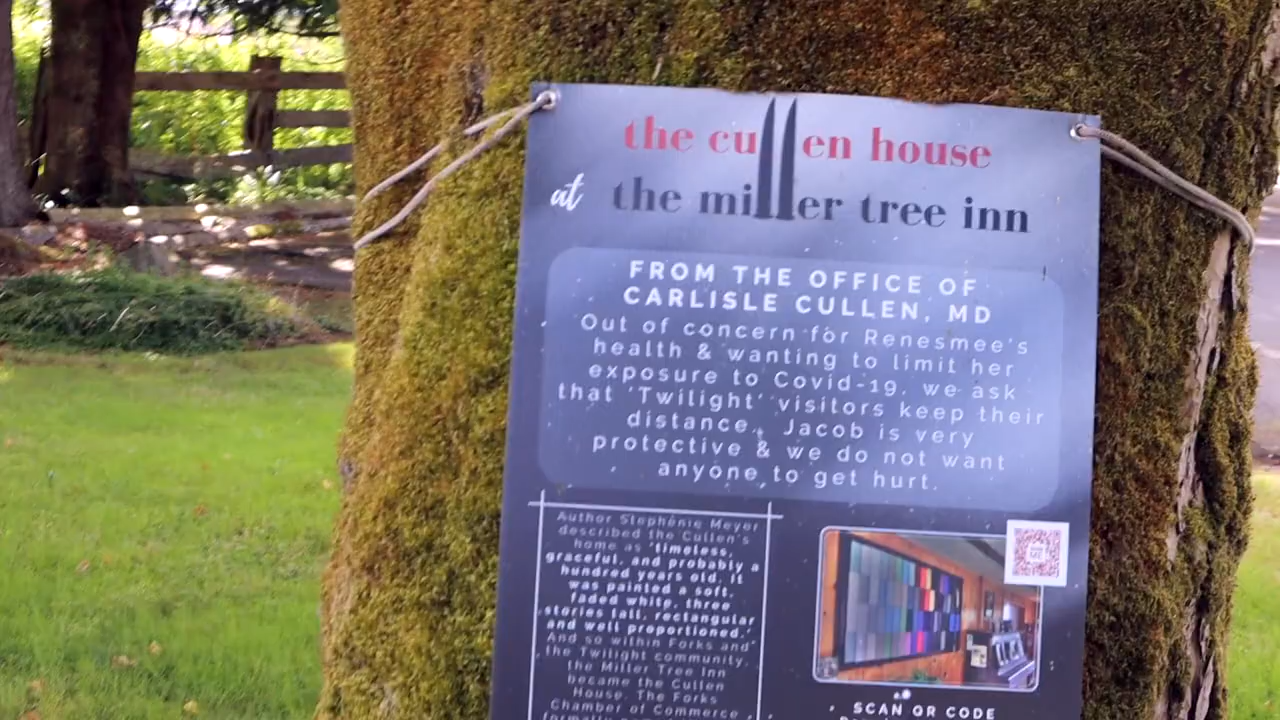 the cullen house
at the miller tree inn
FROM THE OFFICE OF
CARLISLE CULLEN, MD
Out of concern for Renesmee's
health & wanting to limit her
exposure to Covid-19, we ask
that 'Twilight' visitors keep their
distance. Jacob is very
protective & we do not want
anyone to get hurt.
Author Stephenie Meyer
described the Cullen's
home as "timeless,
graceful, and probably a
hundred years old. It
was painted a soft,
faded white, three
stories tall, rectangular
and well proportioned."
And so within Forks and
the Twilight community,
the Miller Tree Inn
became the Cullen
House. The Forks
Chamber of Commerce
formally
SCAN QR CODE